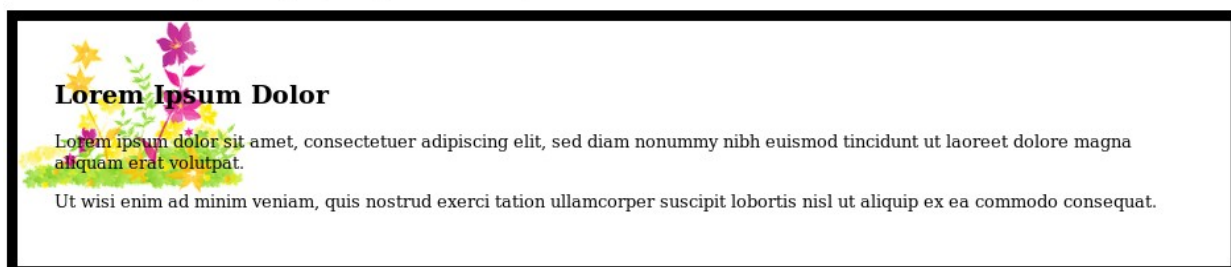 Lorem Ipsum Dolor
Lorem ipsum dolor sit amet, consectetuer adipiscing elit, sed diam nonummy nibh euismod tincidunt ut laoreet dolore magna
aliquam erat volutpat.
Ut wisi enim ad minim veniam, quis nostrud exerci tation ullamcorper suscipit lobortis nisl ut aliquip ex ea commodo consequat.